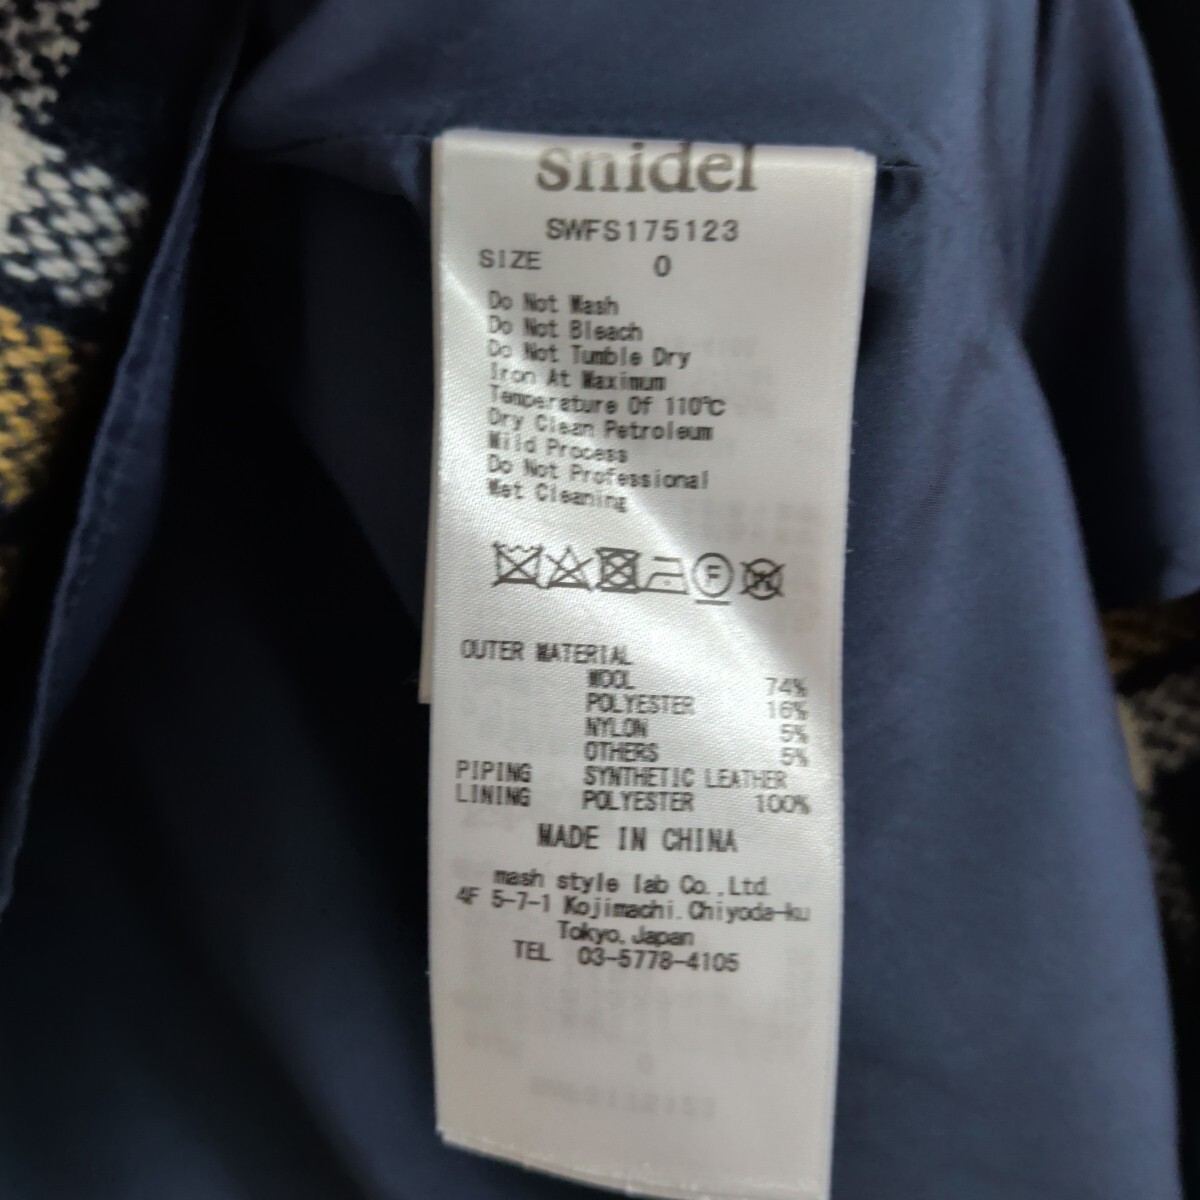 snidel
SWFS175123
SIZE 0
Do Not Wash
Do Not Bleach
Do Not Tumble Dry
Iron At Maximum
Temperature Of 110℃
Dry Clean Petroleum
Mild Process
Do Not Professional
Wet Cleaning
F
W
OUTER MATERIAL
WOOL 74%
POLYESTER 16%
NYLON 5%
OTHERS 5%
PIPING SYNTHETIC LEATHER
LINING POLYESTER 100%
MADE IN CHINA
mash style lab Co.,Ltd.
4F 5-7-1 Kojimachi.Chiyoda-ku
Tokyo,Japan
TEL 03-5778-4105